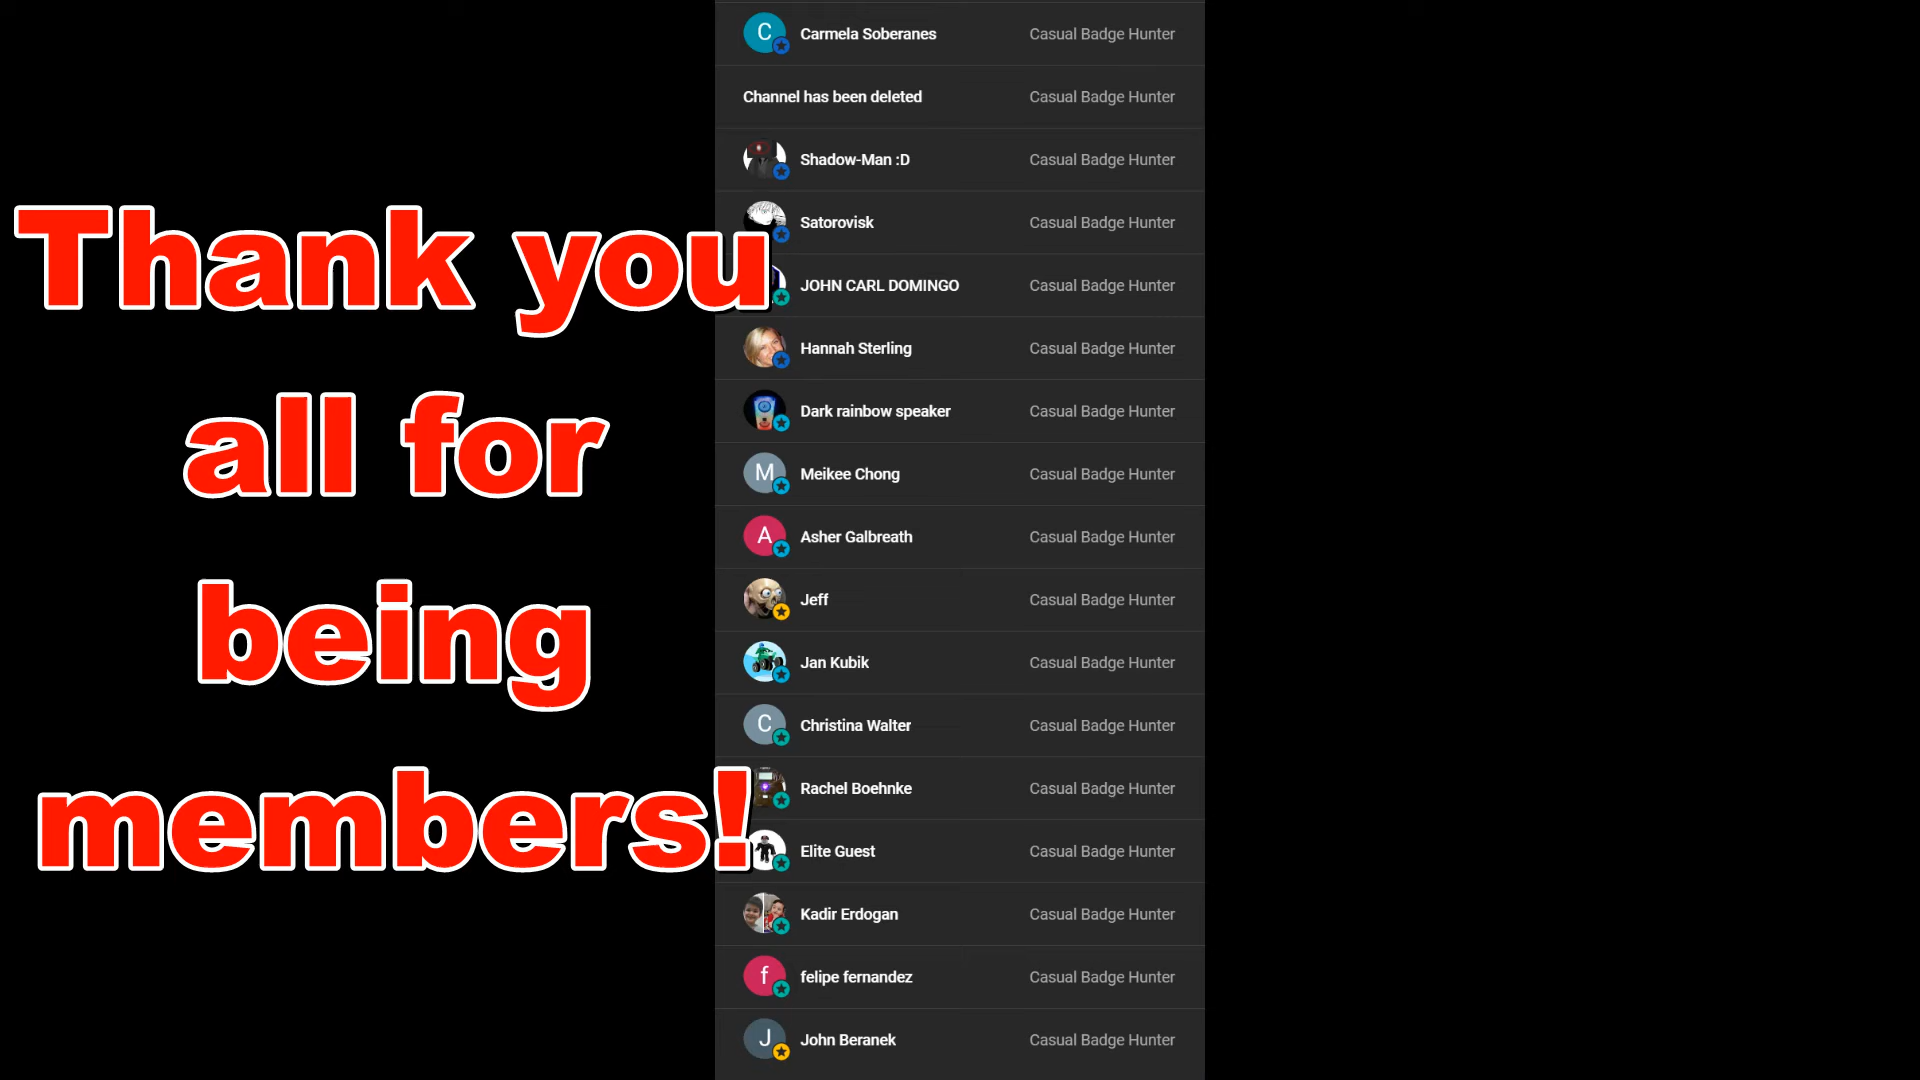 Thank you
all for
being
members!
C Carmela Soberanes Casual Badge Hunter
Channel has been deleted Casual Badge Hunter
Shadow-Man :D Casual Badge Hunter
Satorovisk Casual Badge Hunter
JOHN CARL DOMINGO Casual Badge Hunter
Hannah Sterling Casual Badge Hunter
Dark rainbow speaker Casual Badge Hunter
M Meikee Chong Casual Badge Hunter
A Asher Galbreath Casual Badge Hunter
Jeff Casual Badge Hunter
Jan Kubik Casual Badge Hunter
C Christina Walter Casual Badge Hunter
Rachel Boehnke Casual Badge Hunter
Elite Guest Casual Badge Hunter
Kadir Erdogan Casual Badge Hunter
f felipe fernandez Casual Badge Hunter
J John Beranek Casual Badge Hunter